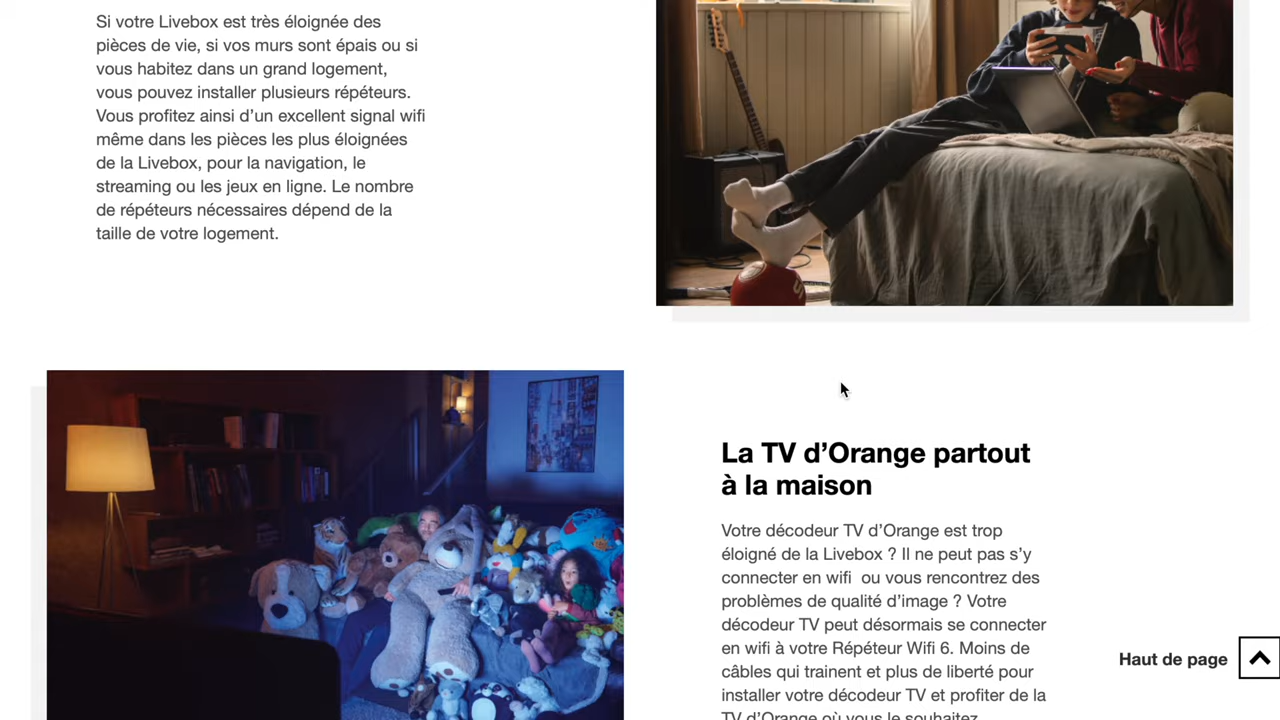 Si votre Livebox est très éloignée des
pièces de vie, si vos murs sont épais ou si
vous habitez dans un grand logement,
vous pouvez installer plusieurs répéteurs.
Vous profitez ainsi d’un excellent signal wifi
même dans les pièces les plus éloignées
de la Livebox, pour la navigation, le
streaming ou les jeux en ligne. Le nombre
de répéteurs nécessaires dépend de la
taille de votre logement.
La TV d’Orange partout
à la maison
Votre décodeur TV d’Orange est trop
éloigné de la Livebox ? Il ne peut pas s’y
connecter en wifi  ou vous rencontrez des
problèmes de qualité d’image ? Votre
décodeur TV peut désormais se connecter
en wifi à votre Répéteur Wifi 6. Moins de
câbles qui trainent et plus de liberté pour
installer votre décodeur TV et profiter de la
TV d’Orange où vous le souhaitez
Haut de page